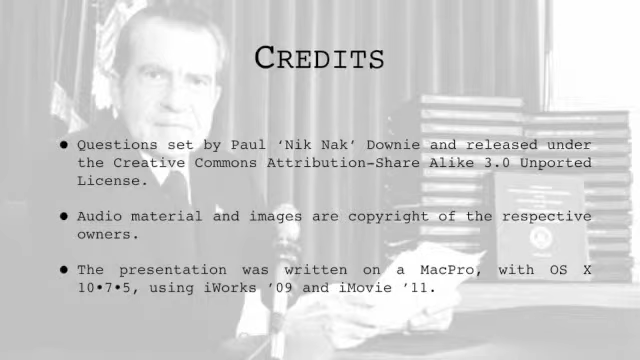 CREDITS
• Questions set by Paul ‘Nik Nak’ Downie and released under
the Creative Commons Attribution-Share Alike 3.0 Unported
License.
• Audio material and images are copyright of the respective
owners.
• The presentation was written on a MacPro, with OS X
10•7•5, using iWorks ’09 and iMovie ’11.